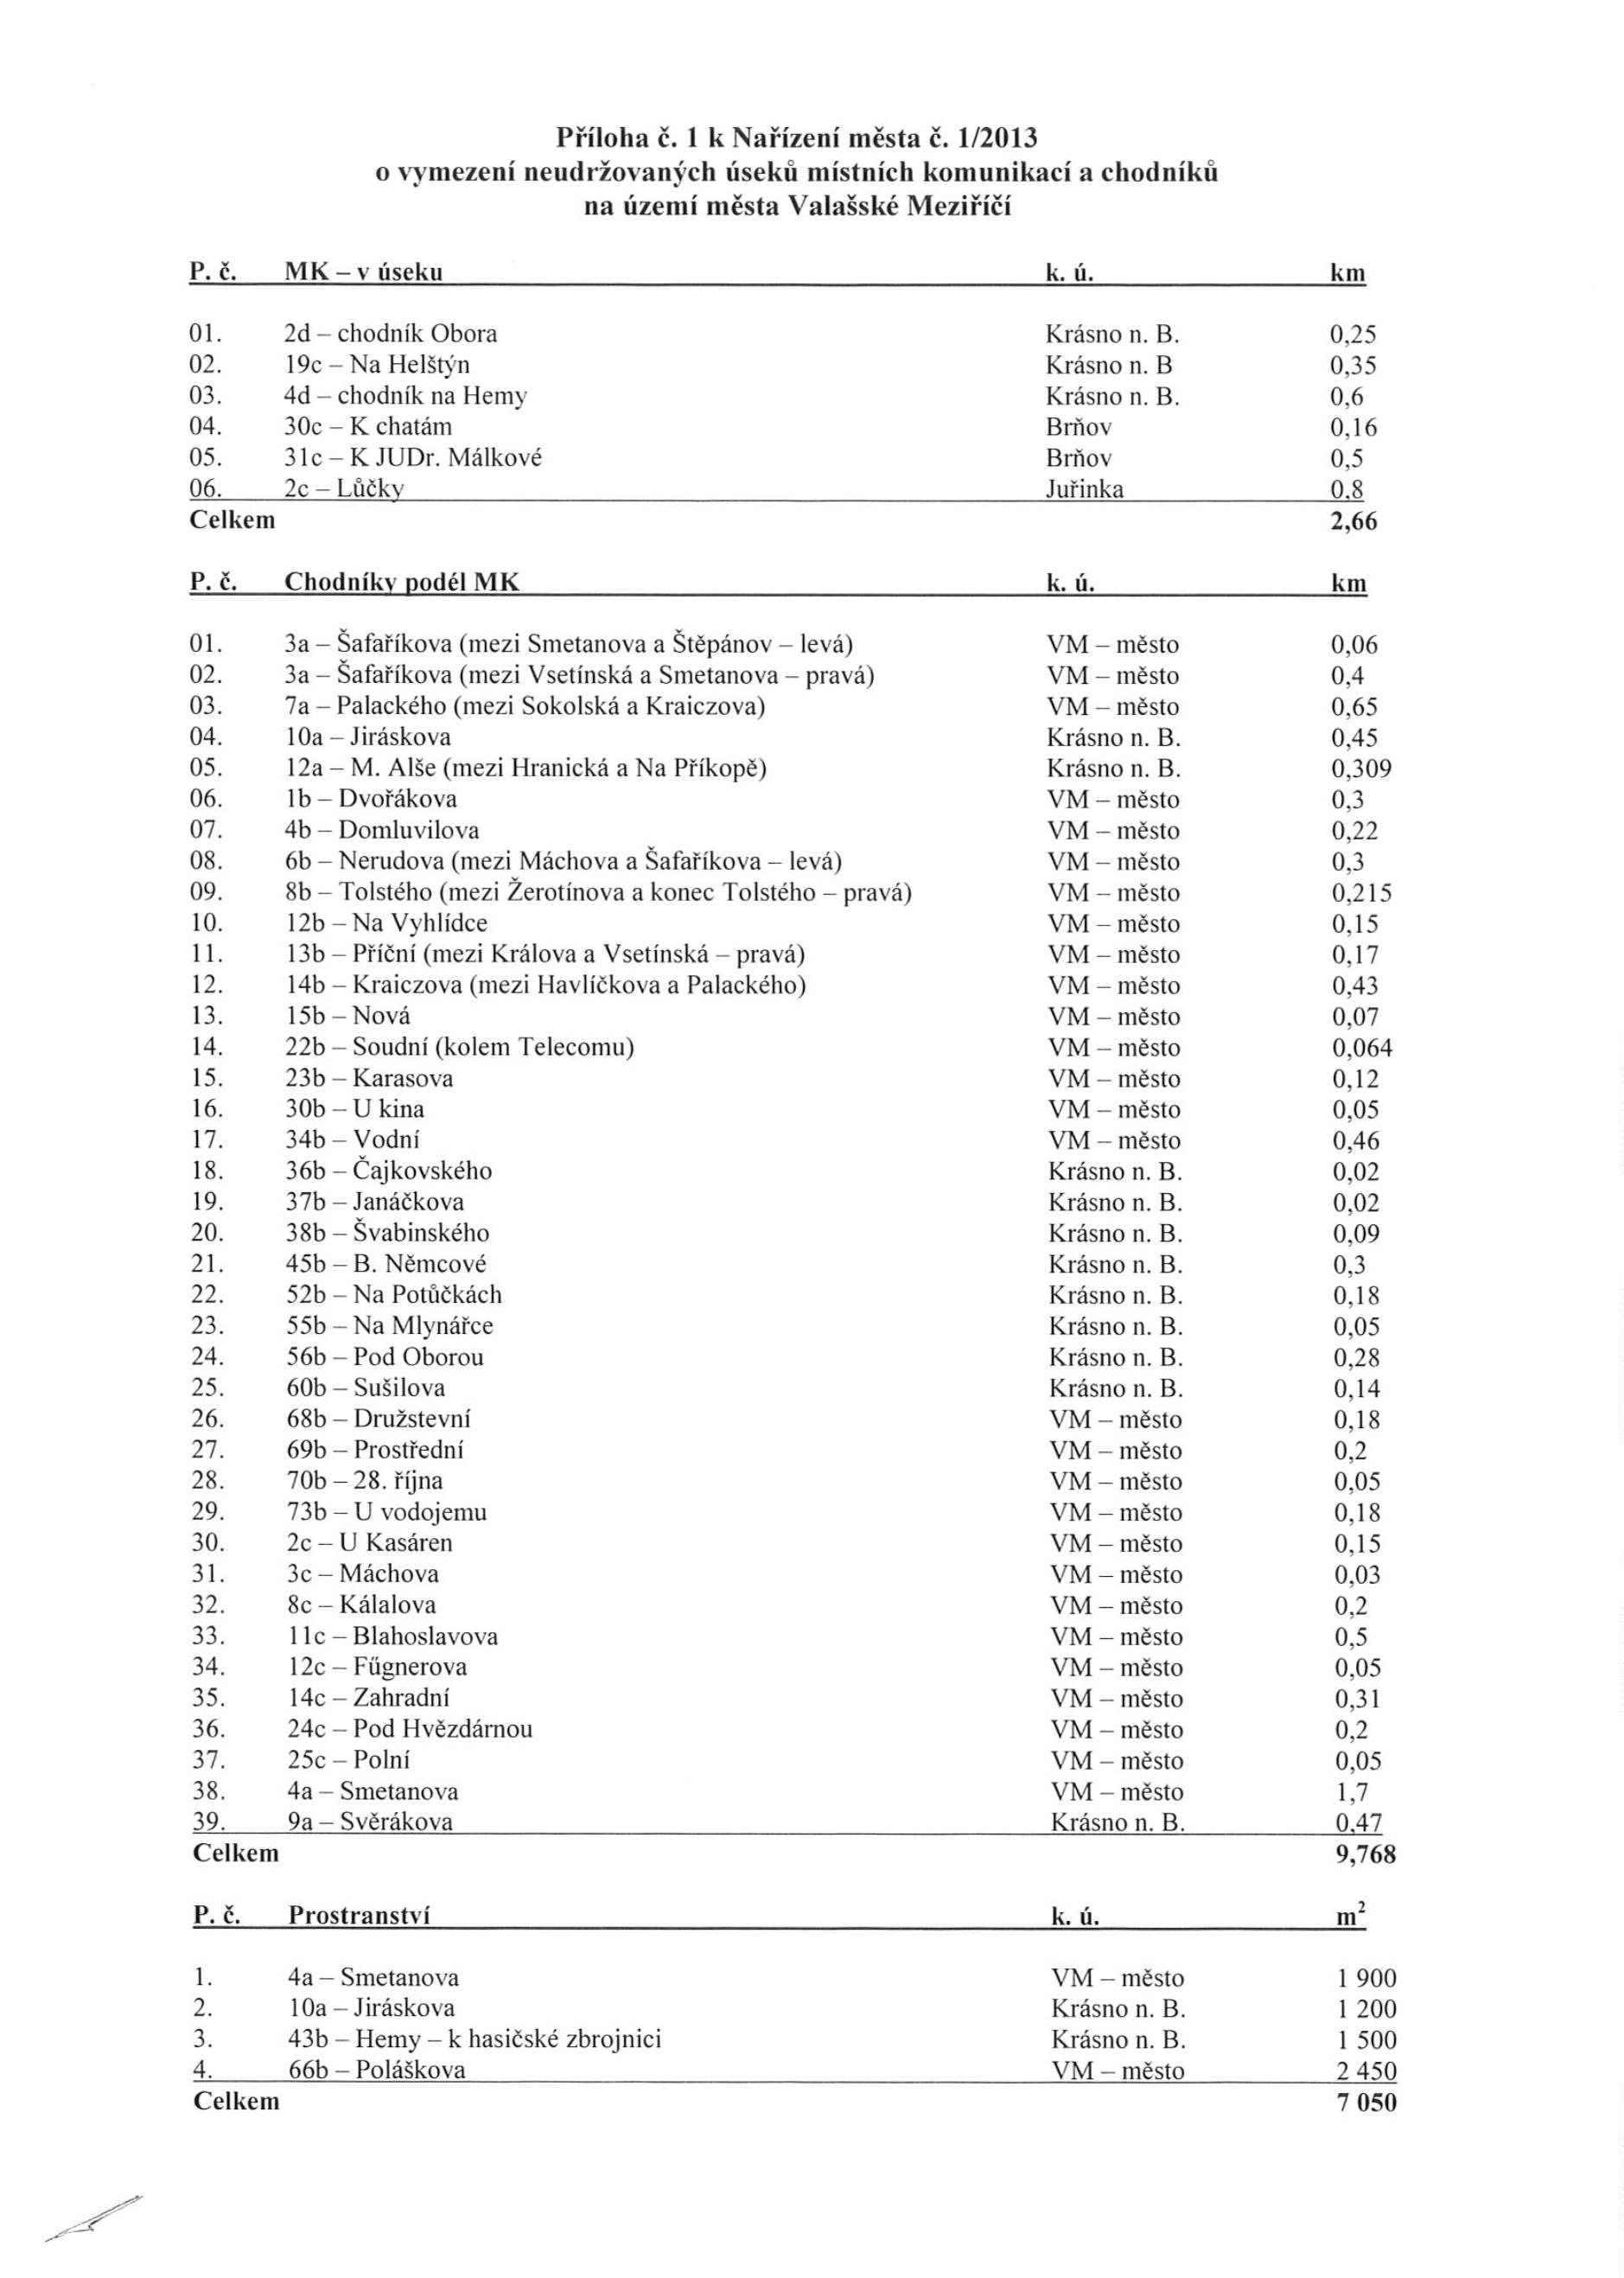 Příloha č. 1 k Nařízení města č. 1/2013
o vymezení neudržovaných úseků místních komunikací a chodníků
na území města Valašské Meziříčí
P. č. MK – v úseku k. ú. km
01. 2d – chodník Obora Krásno n. B. 0,25
02. 19c – Na Helštýn Krásno n. B 0,35
03. 4d – chodník na Hemy Krásno n. B. 0,6
04. 30c – K chatám Brňov 0,16
05. 31c – K JUDr. Málkové Brňov 0,5
06. 2c – Lůčky Juřinka 0,8
Celkem 2,66
P. č. Chodníky podél MK k. ú. km
01. 3a – Šafaříkova (mezi Smetanova a Štěpánov – levá) VM – město 0,06
02. 3a – Šafaříkova (mezi Vsetínská a Smetanova – pravá) VM – město 0,4
03. 7a – Palackého (mezi Sokolská a Kraiczova) VM – město 0,65
04. 10a – Jiráskova Krásno n. B. 0,45
05. 12a – M. Alše (mezi Hranická a Na Příkopě) Krásno n. B. 0,309
06. 1b – Dvořákova VM – město 0,3
07. 4b – Domluvilova VM – město 0,22
08. 6b – Nerudova (mezi Máchova a Šafaříkova – levá) VM – město 0,3
09. 8b – Tolstého (mezi Žerotínova a konec Tolstého – pravá) VM – město 0,215
10. 12b – Na Vyhlídce VM – město 0,15
11. 13b – Příční (mezi Králova a Vsetínská – pravá) VM – město 0,17
12. 14b – Kraiczova (mezi Havlíčkova a Palackého) VM – město 0,43
13. 15b – Nová VM – město 0,07
14. 22b – Soudní (kolem Telecomu) VM – město 0,064
15. 23b – Karasova VM – město 0,12
16. 30b – U kina VM – město 0,05
17. 34b – Vodní VM – město 0,46
18. 36b – Čajkovského Krásno n. B. 0,02
19. 37b – Janáčkova Krásno n. B. 0,02
20. 38b – Švabinského Krásno n. B. 0,09
21. 45b – B. Němcové Krásno n. B. 0,3
22. 52b – Na Potůčkách Krásno n. B. 0,18
23. 55b – Na Mlynářce Krásno n. B. 0,05
24. 56b – Pod Oborou Krásno n. B. 0,28
25. 60b – Sušilova Krásno n. B. 0,14
26. 68b – Družstevní VM – město 0,18
27. 69b – Prostřední VM – město 0,2
28. 70b – 28. října VM – město 0,05
29. 73b – U vodojemu VM – město 0,18
30. 2c – U Kasáren VM – město 0,15
31. 3c – Máchova VM – město 0,03
32. 8c – Kálalova VM – město 0,2
33. 11c – Blahoslavova VM – město 0,5
34. 12c – Fűgnerova VM – město 0,05
35. 14c – Zahradní VM – město 0,31
36. 24c – Pod Hvězdárnou VM – město 0,2
37. 25c – Polní VM – město 0,05
38. 4a – Smetanova VM – město 1,7
39. 9a – Svěrákova Krásno n. B. 0,47
Celkem 9,768
P. č. Prostranství k. ú. m²
1. 4a – Smetanova VM – město 1 900
2. 10a – Jiráskova Krásno n. B. 1 200
3. 43b – Hemy – k hasičské zbrojnici Krásno n. B. 1 500
4. 66b – Poláškova VM – město 2 450
Celkem 7 050